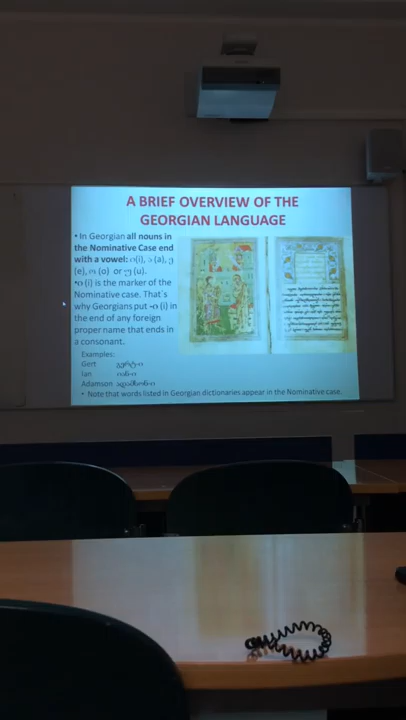 A BRIEF OVERVIEW OF THE
GEORGIAN LANGUAGE
• In Georgian all nouns in
the Nominative Case end
with a vowel: ი(i), ა (a), ე
(e), ო (o) or უ (u).
•ი (i) is the marker of the
Nominative case. That`s
why Georgians put -ი (i) in
the end of any foreign
proper name that ends in
a consonant.
Examples:
Gert გერტ-ი
Ian იან-ი
Adamson ადამსონ-ი
• Note that words listed in Georgian dictionaries appear in the Nominative case.